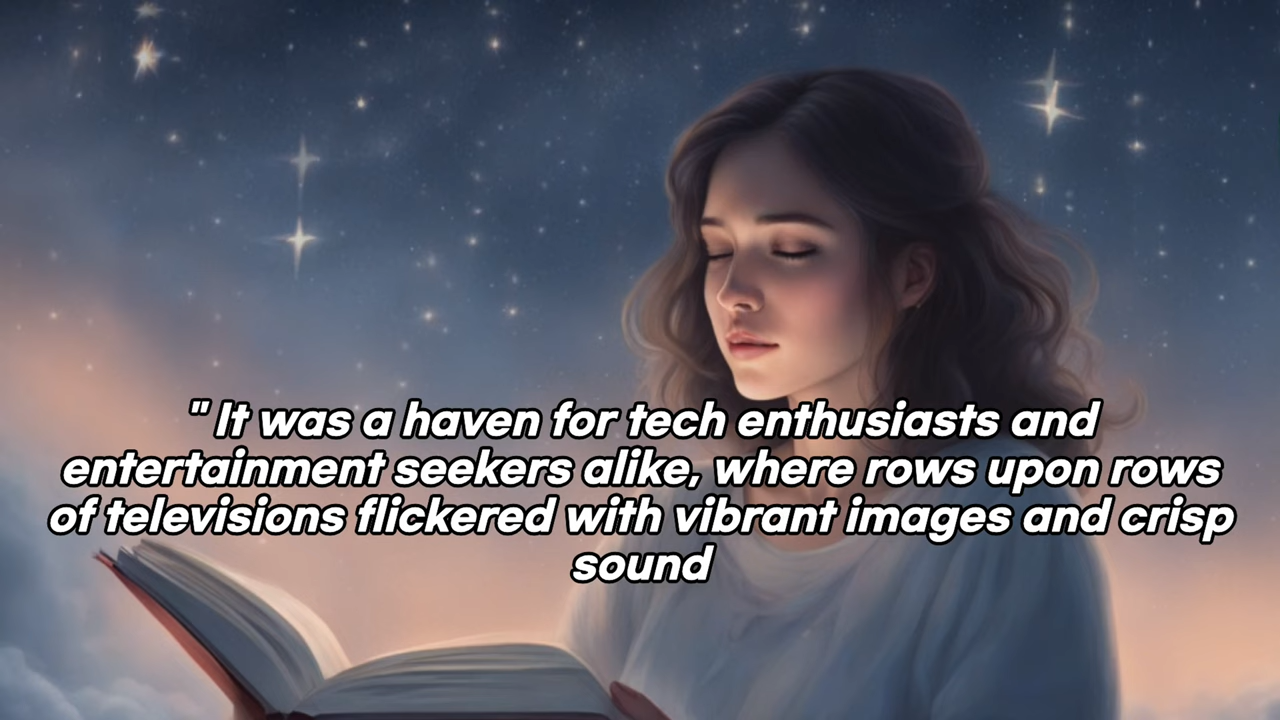 " It was a haven for tech enthusiasts and
entertainment seekers alike, where rows upon rows
of televisions flickered with vibrant images and crisp
sound